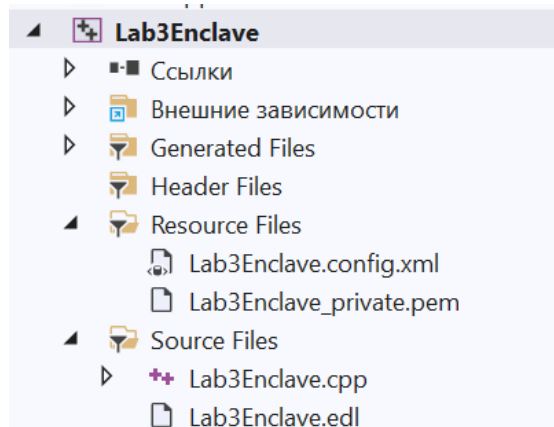 Lab3Enclave
Ссылки
Внешние зависимости
Generated Files
Header Files
Resource Files
Lab3Enclave.config.xml
Lab3Enclave_private.pem
Source Files
Lab3Enclave.cpp
Lab3Enclave.edl